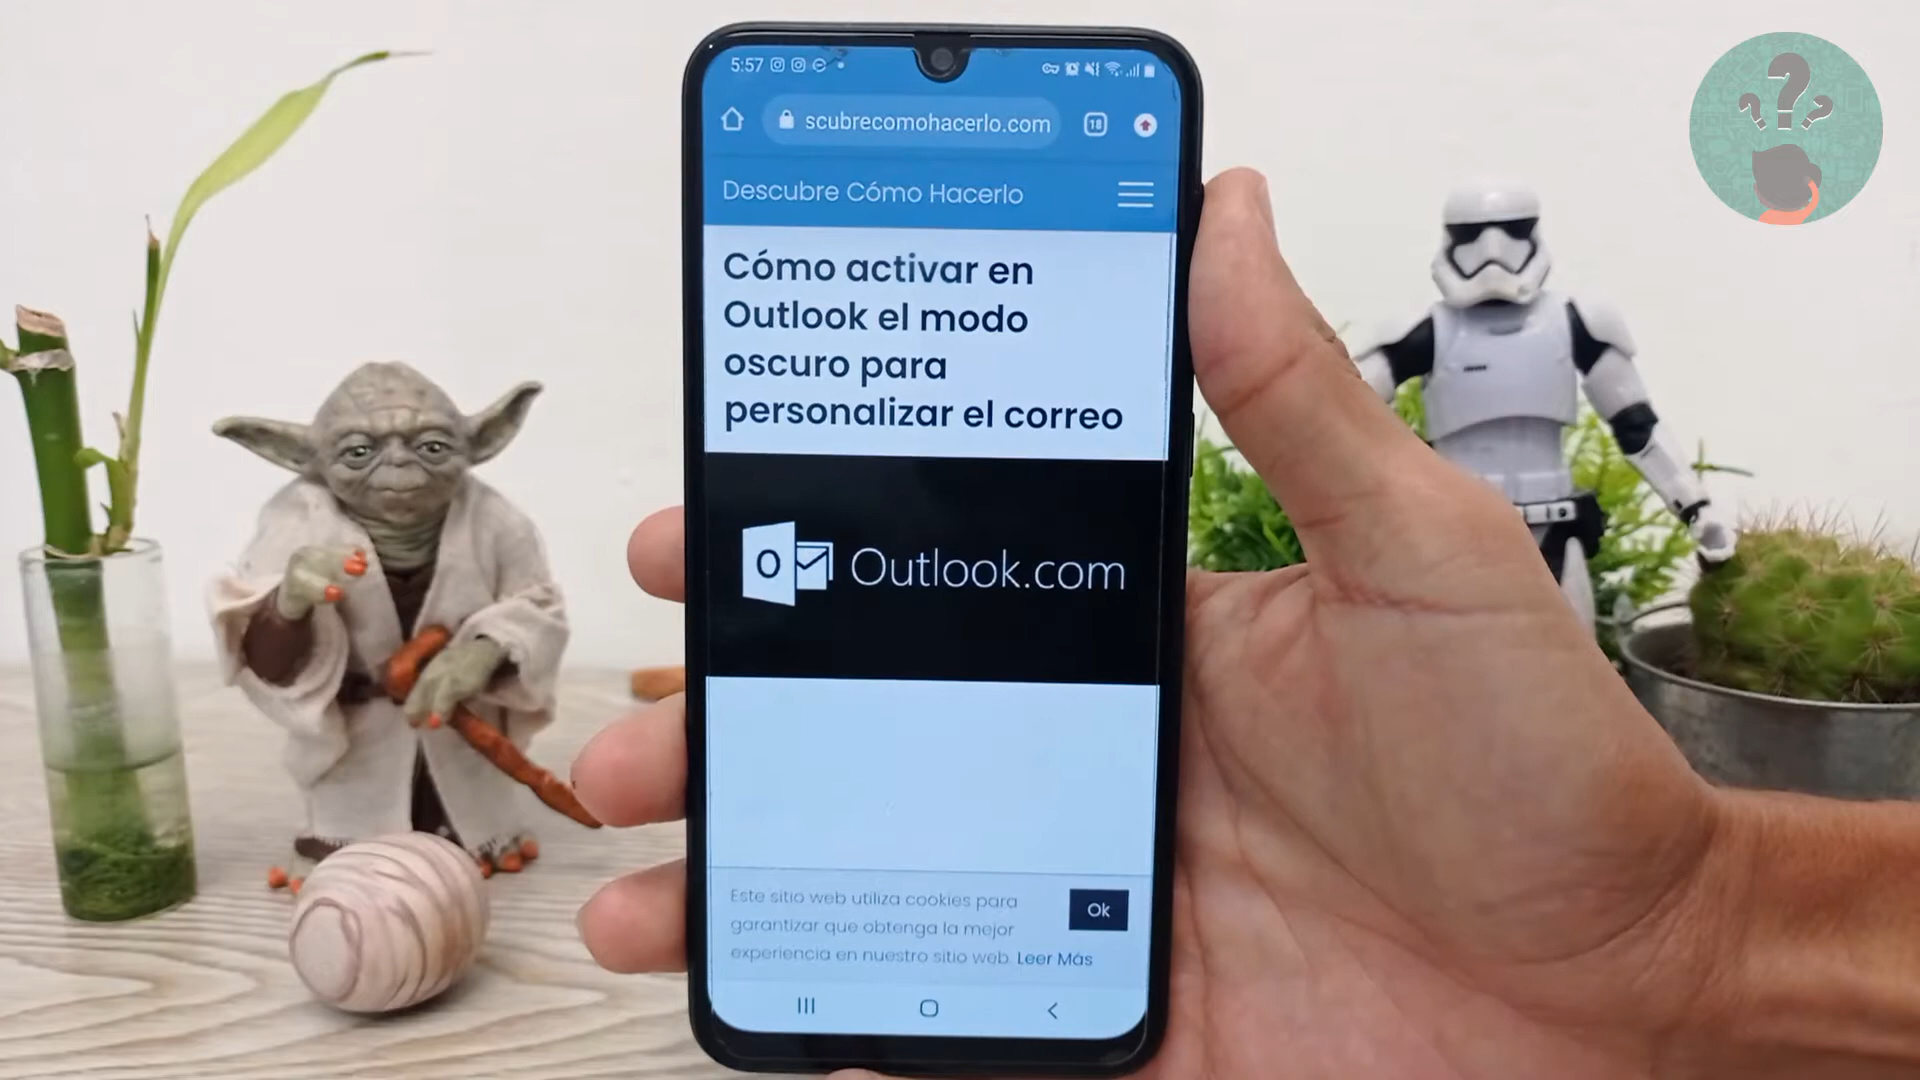 5:57
scubrecomohacerlo.com
18
Descubre Cómo Hacerlo
Cómo activar en
Outlook el modo
oscuro para
personalizar el correo
O Outlook.com
Este sitio web utiliza cookies para
garantizar que obtenga la mejor
experiencia en nuestro sitio web. Leer Más
Ok